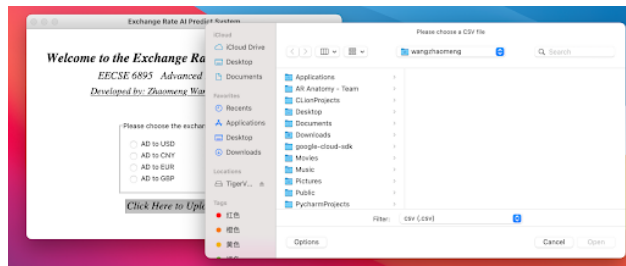 Exchange Rate AI Predict System
Welcome to the Exchange Ra
EECSE 6895 Advanced
Developed by: Zhaomeng Wan
Please choose the exchan
AD to USD
AD to CNY
AD to EUR
AD to GBP
Click Here to Uplo
Please choose a CSV file
iCloud
iCloud Drive
Desktop
Documents
Favorites
Recents
Applications
Desktop
Downloads
Locations
TigerV...
Tags
红色
橙色
黄色
wangzhaomeng
Search
Applications
AR Anatomy - Team
CLionProjects
Desktop
Documents
Downloads
google-cloud-sdk
Movies
Music
Pictures
Public
PycharmProjects
Filter: csv (.csv)
Options
Cancel Open